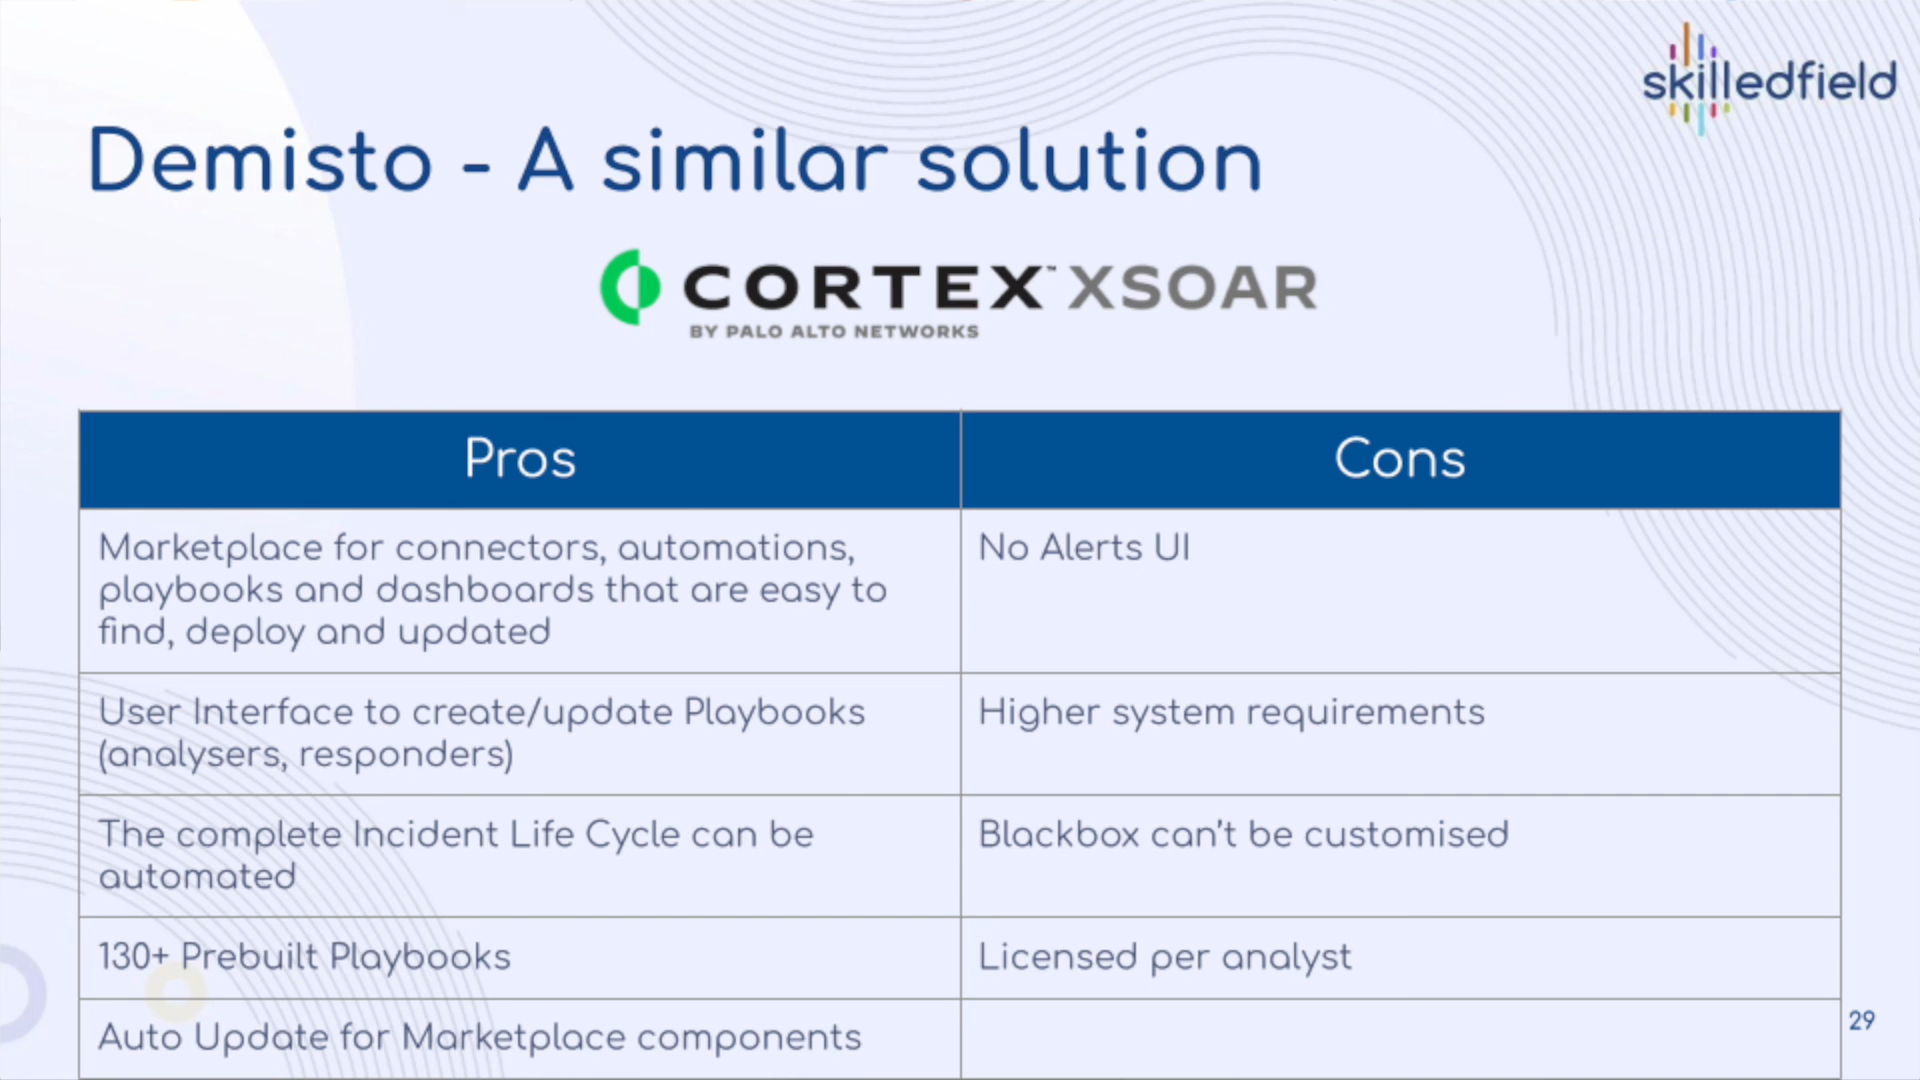 skilledfield
Demisto - A similar solution
CORTEX™ XSOAR
BY PALO ALTO NETWORKS
Pros
Cons
Marketplace for connectors, automations,
playbooks and dashboards that are easy to
find, deploy and updated
No Alerts UI
User Interface to create/update Playbooks
(analysers, responders)
Higher system requirements
The complete Incident Life Cycle can be
automated
Blackbox can't be customised
130+ Prebuilt Playbooks
Licensed per analyst
Auto Update for Marketplace components
29